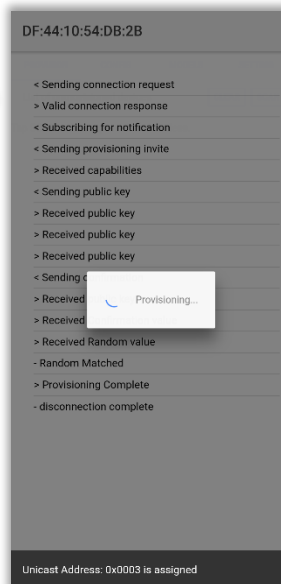 DF:44:10:54:DB:2B
< Sending connection request
> Valid connection response
< Subscribing for notification
< Sending provisioning invite
> Received capabilities
< Sending public key
> Received public key
> Received public key
> Received public key
< Sending
Provisioning...
> Received
> Received
> Received Random value
- Random Matched
> Provisioning Complete
- disconnection complete
Unicast Address: 0x0003 is assigned